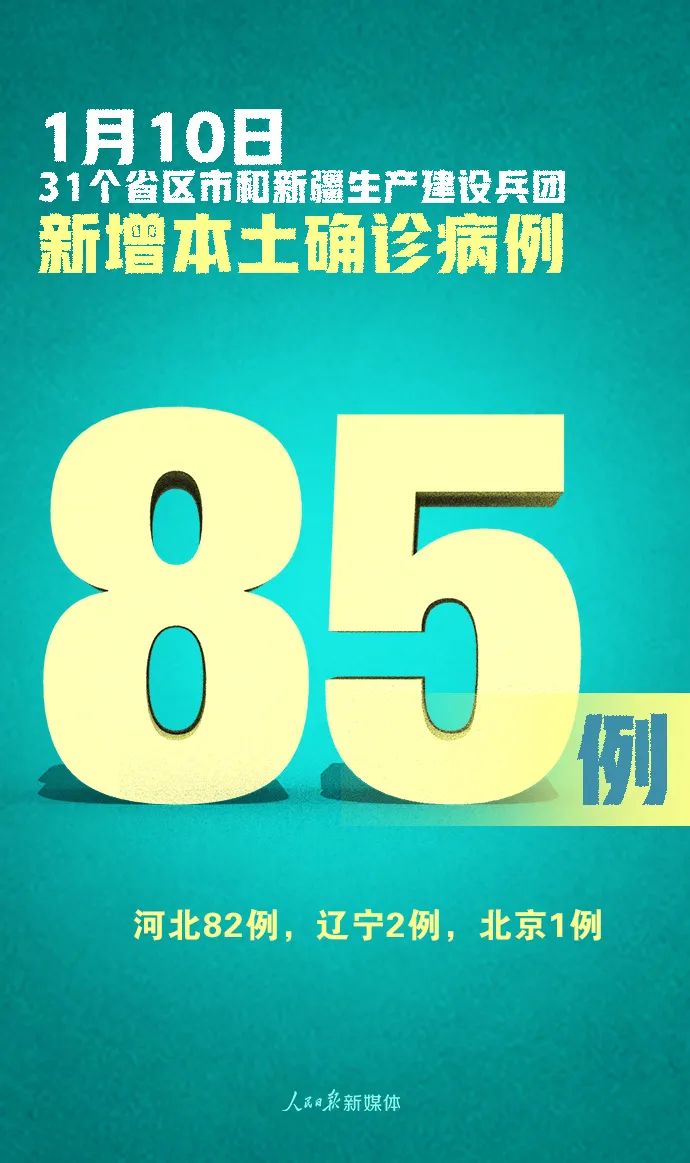 1月10日
31个省区市和新疆生产建设兵团
新增本土确诊病例
85
例
河北82例，辽宁2例，北京1例
人民日报新媒体